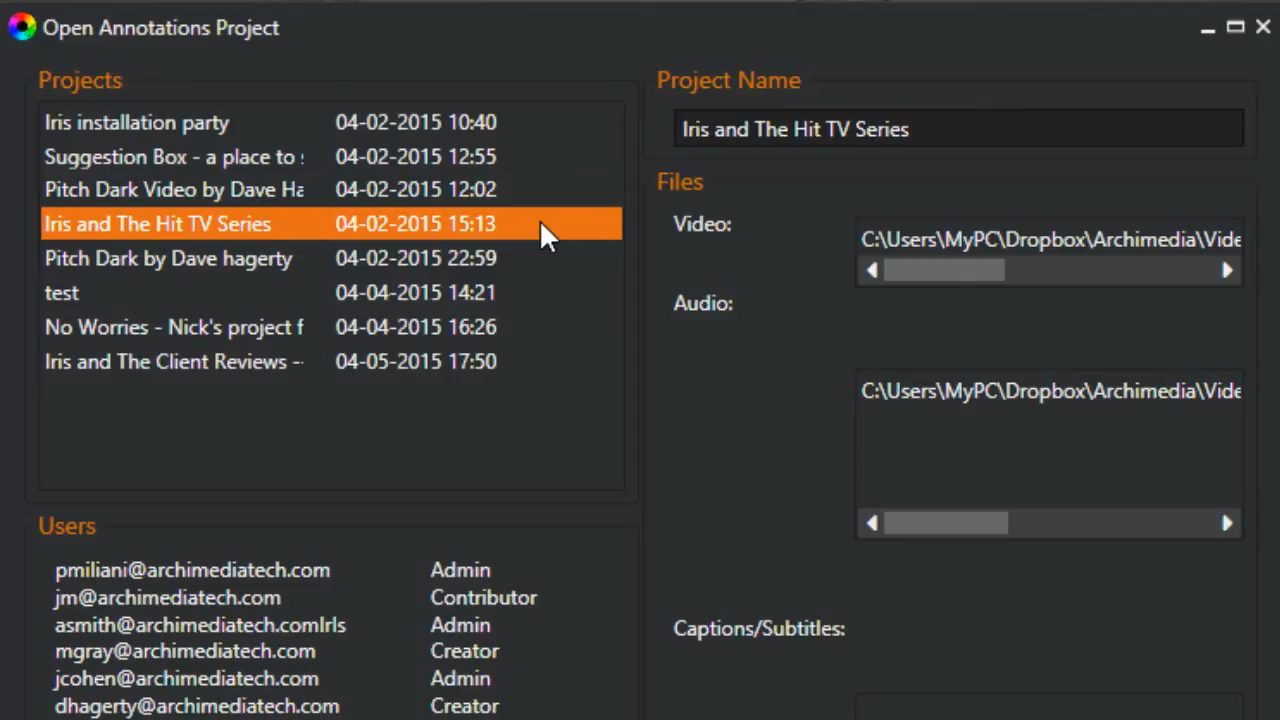 Open Annotations Project
Projects
Iris installation party 04-02-2015 10:40
Suggestion Box - a place to 04-02-2015 12:55
Pitch Dark Video by Dave Ha 04-02-2015 12:02
Iris and The Hit TV Series 04-02-2015 15:13
Pitch Dark by Dave hagerty 04-02-2015 22:59
test 04-04-2015 14:21
No Worries - Nick's project f 04-04-2015 16:26
Iris and The Client Reviews -- 04-05-2015 17:50
Users
pmiliani@archimediatech.com Admin
jm@archimediatech.com Contributor
asmith@archimediatech.comIrIs Admin
mgray@archimediatech.com Creator
jcohen@archimediatech.com Admin
dhagerty@archimediatech.com Creator
Project Name
Iris and The Hit TV Series
Files
Video:
C:\Users\MyPC\Dropbox\Archimedia\Vide
Audio:
C:\Users\MyPC\Dropbox\Archimedia\Vide
Captions/Subtitles: